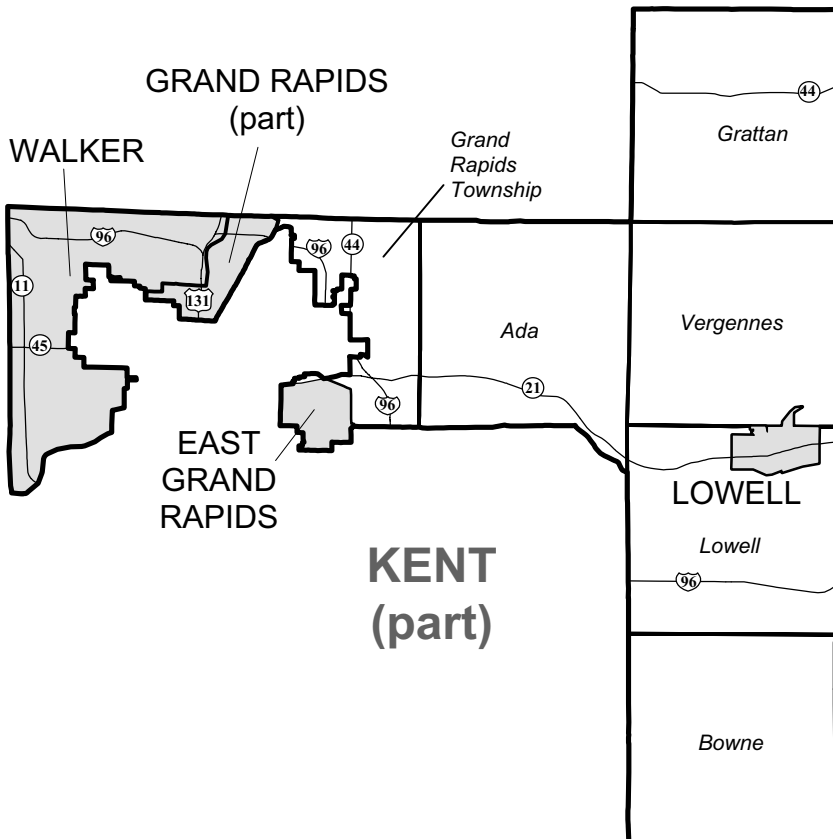 GRAND RAPIDS
(part)
WALKER
Grand
Rapids
Township
44
Grattan
96
96
44
11
131
45
Ada
Vergennes
21
96
EAST
GRAND
RAPIDS
LOWELL
KENT
(part)
Lowell
96
Bowne